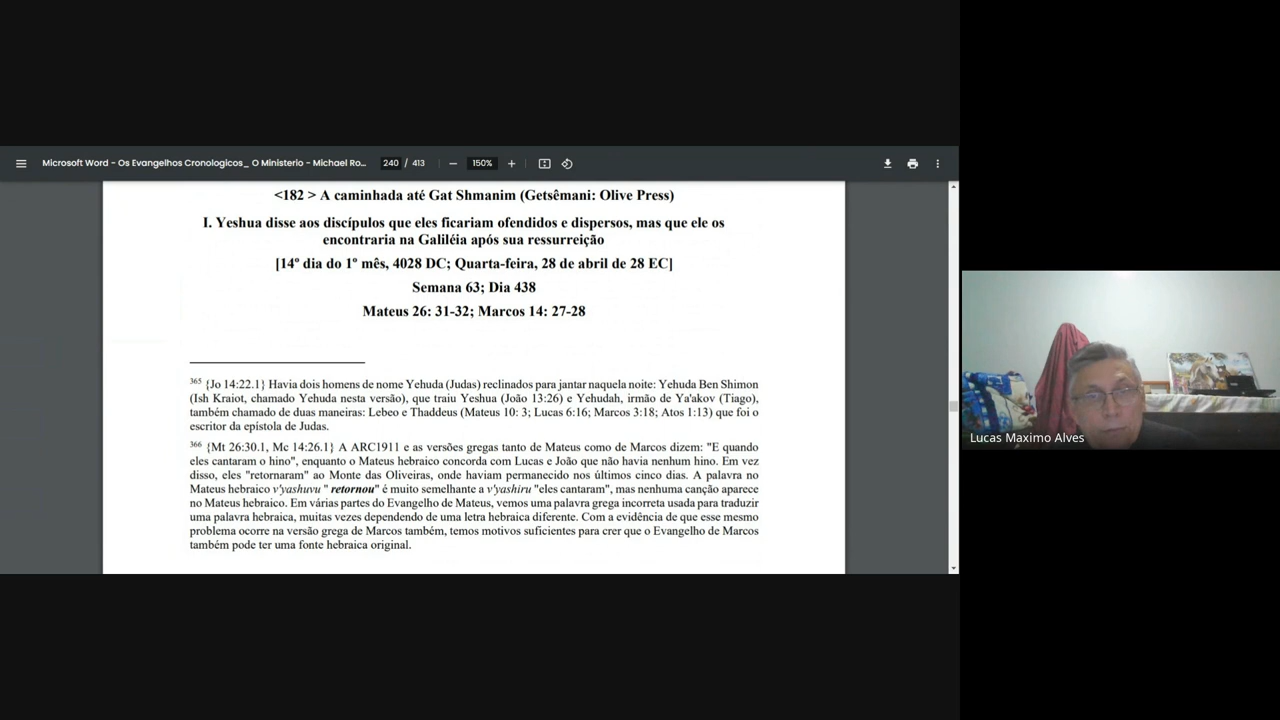 Microsoft Word - Os Evangelhos Cronologicos_ O Ministerio - Michael Ro... 240 / 413 150%
<182 > A caminhada até Gat Shmanim (Getsêmani: Olive Press)
I. Yeshua disse aos discípulos que eles ficariam ofendidos e dispersos, mas que ele os
encontraria na Galiléia após sua ressurreição
[14º dia do 1º mês, 4028 DC; Quarta-feira, 28 de abril de 28 EC]
Semana 63; Dia 438
Mateus 26: 31-32; Marcos 14: 27-28
365 {Jo 14:22.1} Havia dois homens de nome Yehuda (Judas) reclinados para jantar naquela noite: Yehuda Ben Shimon
(Ish Kraiot, chamado Yehuda nesta versão), que traiu Yeshua (João 13:26) e Yehudah, irmão de Ya'akov (Tiago),
também chamado de duas maneiras: Lebeo e Thaddeus (Mateus 10: 3; Lucas 6:16; Marcos 3:18; Atos 1:13) que foi o
escritor da epístola de Judas.
366 {Mt 26:30.1, Mc 14:26.1} A ARC1911 e as versões gregas tanto de Mateus como de Marcos dizem: "E quando
eles cantaram o hino", enquanto o Mateus hebraico concorda com Lucas e João que não havia nenhum hino. Em vez
disso, eles "retornaram" ao Monte das Oliveiras, onde haviam permanecido nos últimos cinco dias. A palavra no
Mateus hebraico v'yashuvu " retornou" é muito semelhante a v'yashiru "eles cantaram", mas nenhuma canção aparece
no Mateus hebraico. Em várias partes do Evangelho de Mateus, vemos uma palavra grega incorreta usada para traduzir
uma palavra hebraica, muitas vezes dependendo de uma letra hebraica diferente. Com a evidência de que esse mesmo
problema ocorre na versão grega de Marcos também, temos motivos suficientes para crer que o Evangelho de Marcos
também pode ter uma fonte hebraica original.
Lucas Maximo Alves